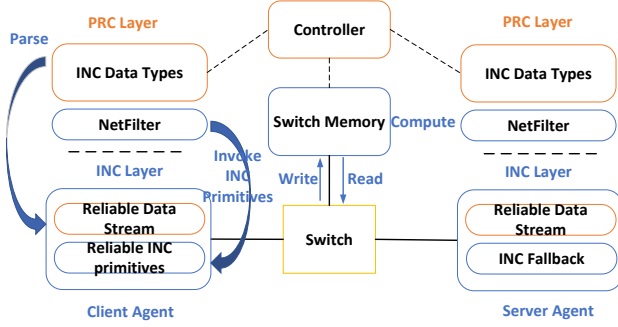 Parse
PRC Layer
INC Data Types
NetFilter
INC Layer
Reliable Data
Stream
Reliable INC
primitives
Client Agent
Invoke
INC
Primitives
Controller
Switch Memory
Compute
Write
Read
Switch
PRC Layer
INC Data Types
NetFilter
INC Layer
Reliable Data
Stream
INC Fallback
Server Agent